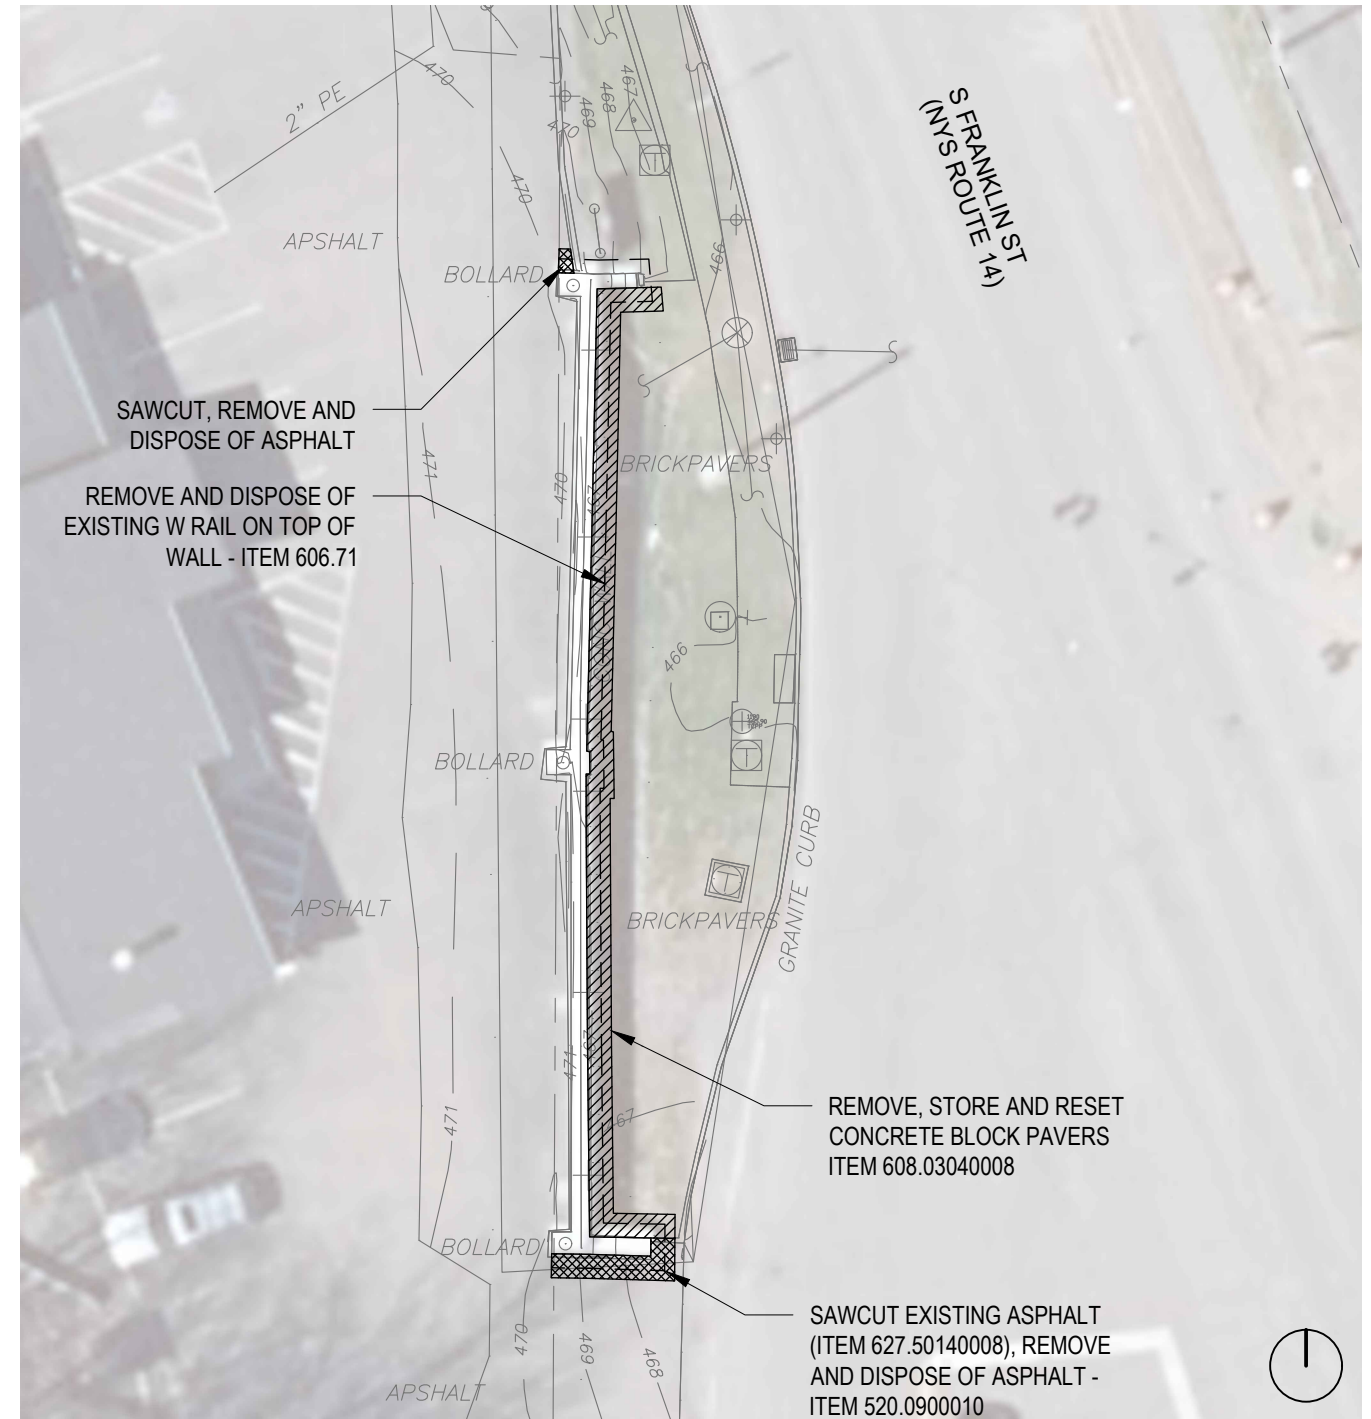 2" PE
470
467
468
469
470
S FRANKLIN ST
(NYS ROUTE 14)
470
APSHALT
466
BOLLARD
SAWCUT, REMOVE AND
DISPOSE OF ASPHALT
471
BRICKPAVERS
470
467
REMOVE AND DISPOSE OF
EXISTING W RAIL ON TOP OF
WALL - ITEM 606.71
466
BOLLARD
GRANITE CURB
APSHALT
BRICKPAVERS
471
467
471
467
REMOVE, STORE AND RESET
CONCRETE BLOCK PAVERS
ITEM 608.03040008
BOLLARD
470
469
468
APSHALT
SAWCUT EXISTING ASPHALT
(ITEM 627.50140008), REMOVE
AND DISPOSE OF ASPHALT -
ITEM 520.0900010